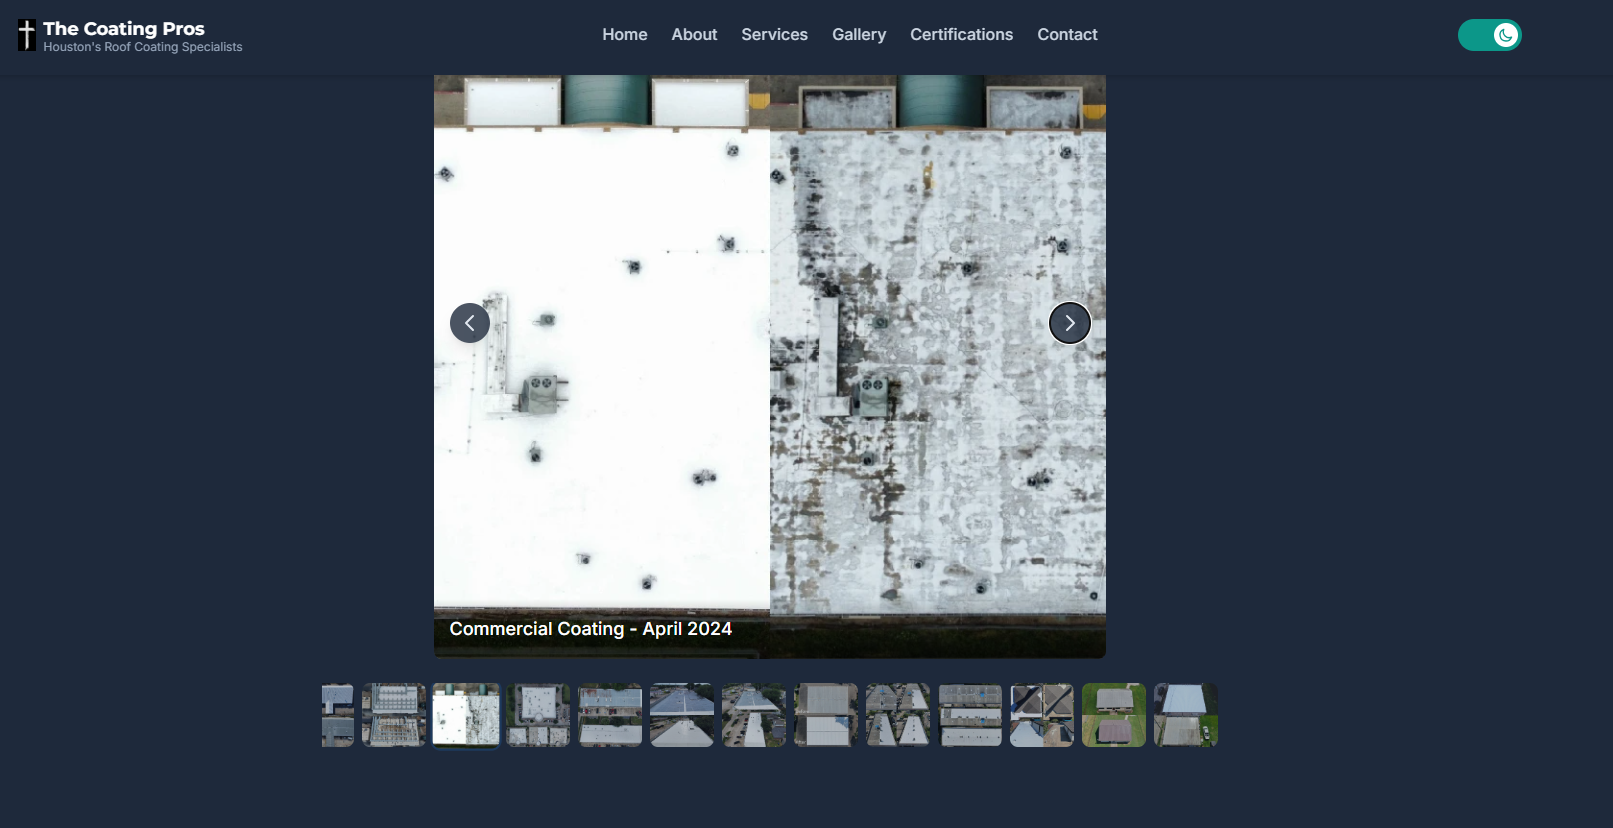 The Coating Pros
Houston's Roof Coating Specialists
Home
About
Services
Gallery
Certifications
Contact
Commercial Coating - April 2024